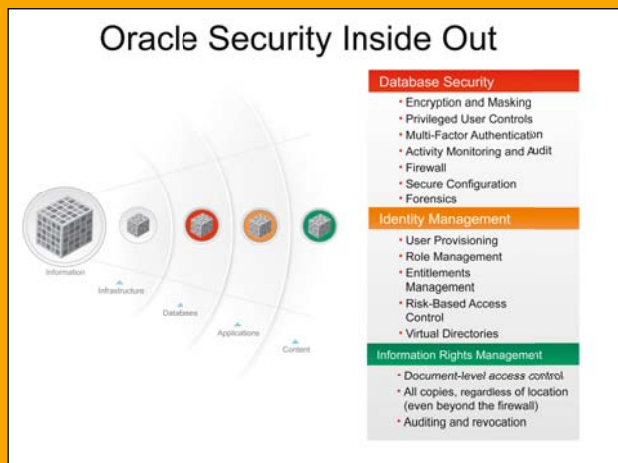 Oracle Security Inside Out
Information
Infrastructure
Databases
Applications
Content
Database Security
• Encryption and Masking
• Privileged User Controls
• Multi-Factor Authentication
• Activity Monitoring and Audit
• Firewall
• Secure Configuration
• Forensics
Identity Management
• User Provisioning
• Role Management
• Entitlements
Management
• Risk-Based Access
Control
• Virtual Directories
Information Rights Management
• Document-level access control
• All copies, regardless of location
(even beyond the firewall)
• Auditing and revocation